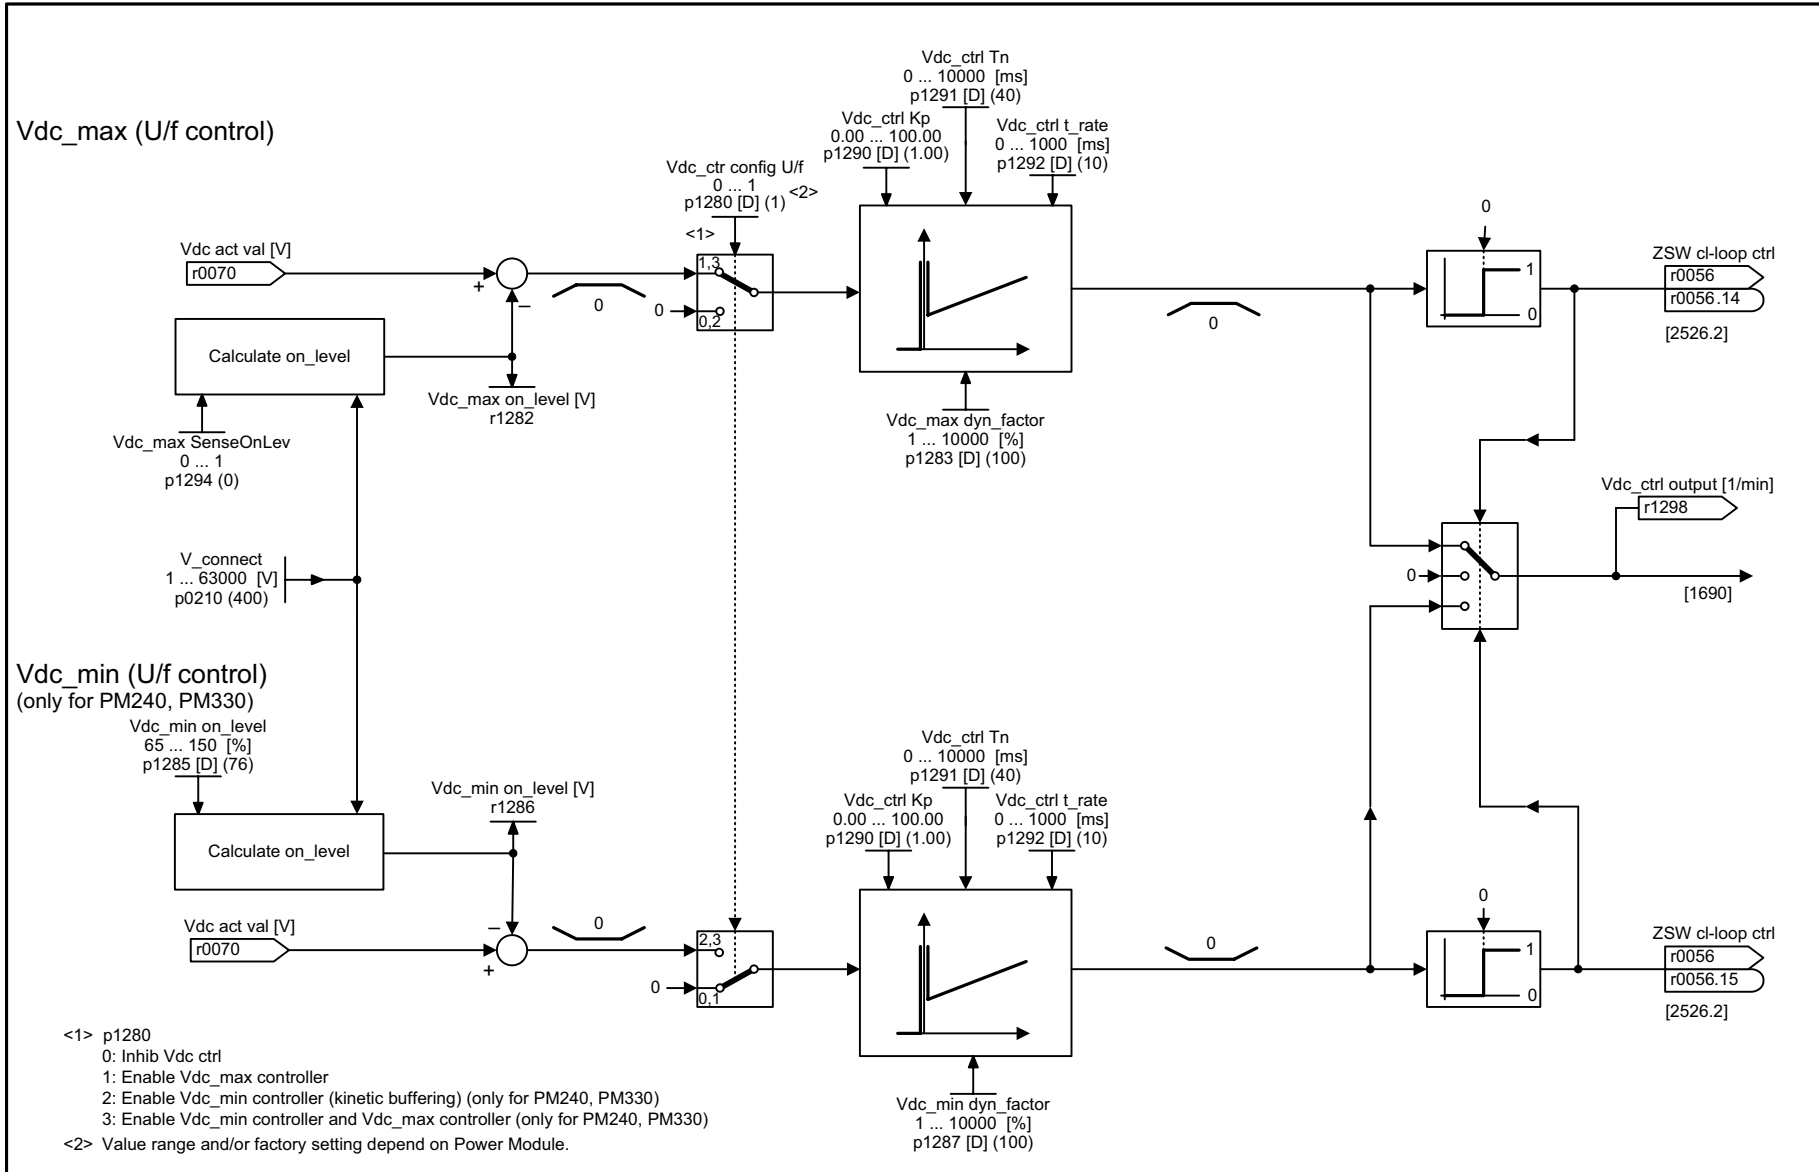 Vdc_max (U/f control)
Vdc_ctrl Tn
0 ... 10000 [ms]
p1291 [D] (40)
Vdc_ctrl Kp
0.00 ... 100.00
p1290 [D] (1.00)
Vdc_ctrl t_rate
0 ... 1000 [ms]
p1292 [D] (10)
Vdc_ctr config U/f
0 ... 1
p1280 [D] (1) <2>
<1>
Vdc act val [V]
r0070
+
–
0
1,3
0
0,2
0
0
1
0
ZSW cl-loop ctrl
r0056
r0056.14
[2526.2]
Calculate on_level
Vdc_max on_level [V]
r1282
Vdc_max SenseOnLev
0 ... 1
p1294 (0)
Vdc_max dyn_factor
1 ... 10000 [%]
p1283 [D] (100)
Vdc_ctrl output [1/min]
r1298
0
[1690]
V_connect
1 ... 63000 [V]
p0210 (400)
Vdc_min (U/f control)
(only for PM240, PM330)
Vdc_min on_level
65 ... 150 [%]
p1285 [D] (76)
Vdc_min on_level [V]
r1286
Calculate on_level
Vdc_ctrl Tn
0 ... 10000 [ms]
p1291 [D] (40)
Vdc_ctrl Kp
0.00 ... 100.00
p1290 [D] (1.00)
Vdc_ctrl t_rate
0 ... 1000 [ms]
p1292 [D] (10)
Vdc act val [V]
r0070
–
+
0
2,3
0
0,1
0
0
1
0
ZSW cl-loop ctrl
r0056
r0056.15
[2526.2]
Vdc_min dyn_factor
1 ... 10000 [%]
p1287 [D] (100)
<1> p1280
0: Inhib Vdc ctrl
1: Enable Vdc_max controller
2: Enable Vdc_min controller (kinetic buffering) (only for PM240, PM330)
3: Enable Vdc_min controller and Vdc_max controller (only for PM240, PM330)
<2> Value range and/or factory setting depend on Power Module.